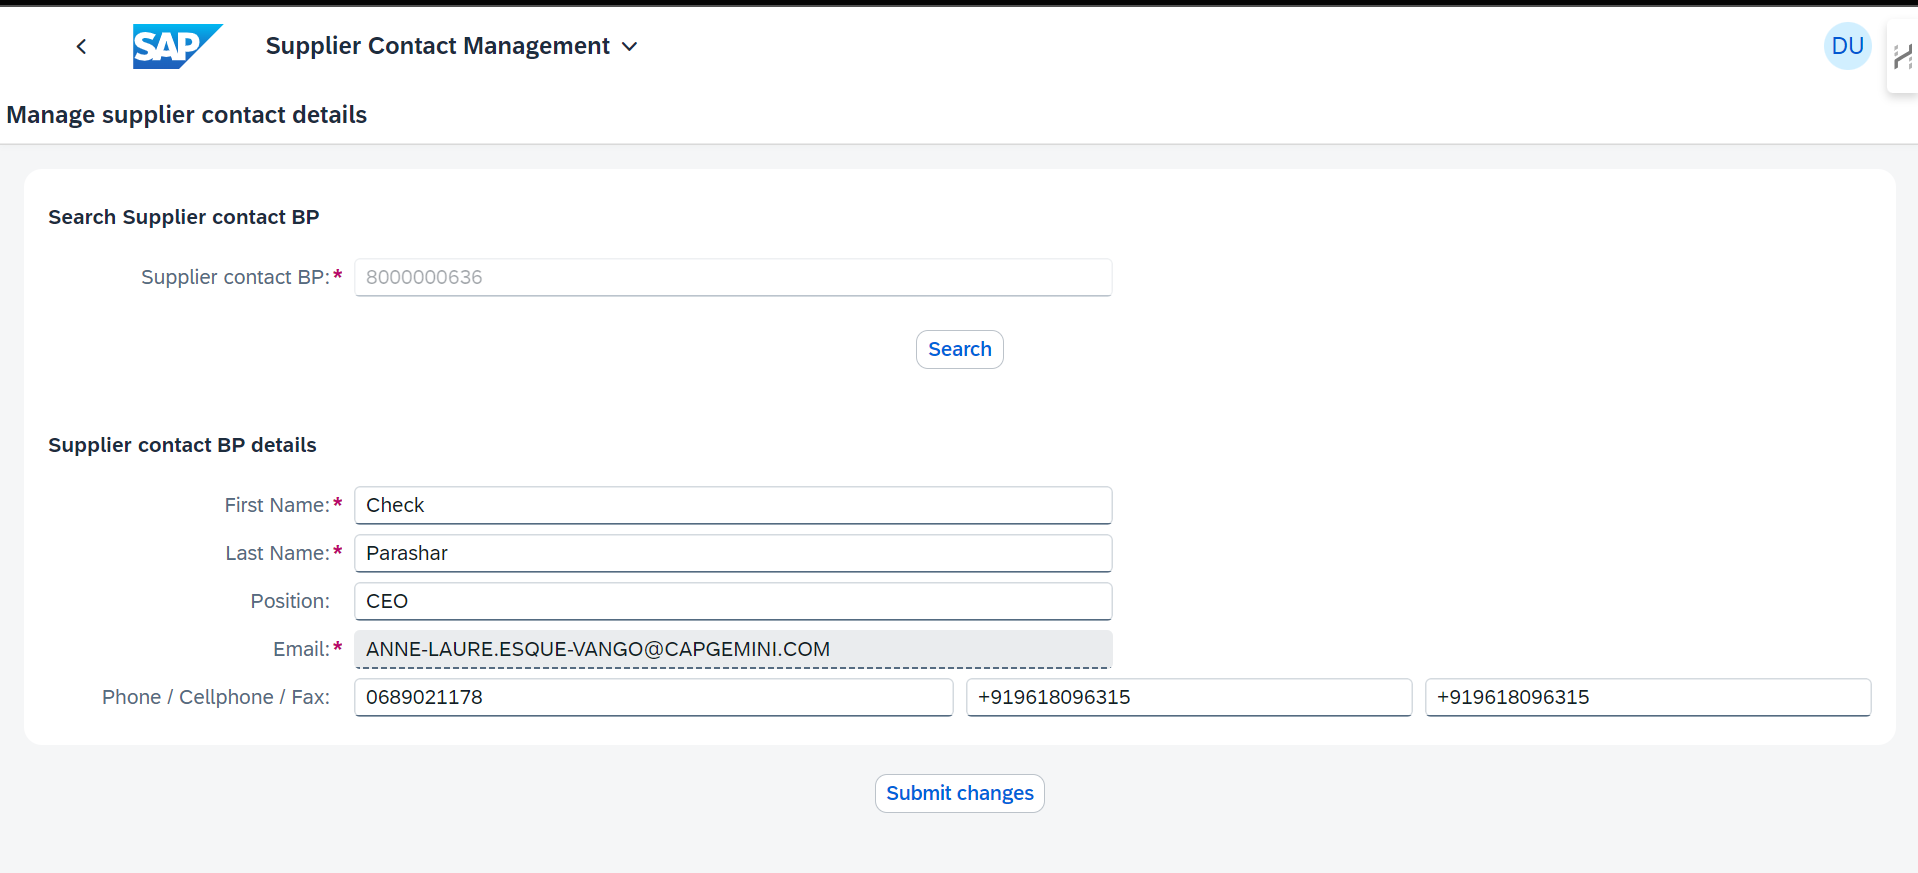 SAP Supplier Contact Management DU
Manage supplier contact details
Search Supplier contact BP
Supplier contact BP:* 8000000636
Search
Supplier contact BP details
First Name:* Check
Last Name:* Parashar
Position: CEO
Email:* ANNE-LAURE.ESQUE-VANGO@CAPGEMINI.COM
Phone / Cellphone / Fax: 0689021178 +919618096315 +919618096315
Submit changes